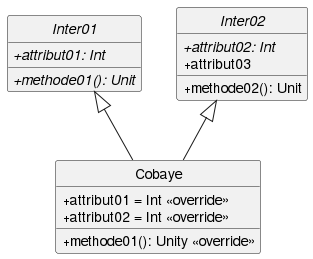 Inter01
+attribut01: Int
+methode01(): Unit
Inter02
+attribut02: Int
+attribut03
+methode02(): Unit
Cobaye
+attribut01 = Int «override»
+attribut02 = Int «override»
+methode01(): Unity «override»